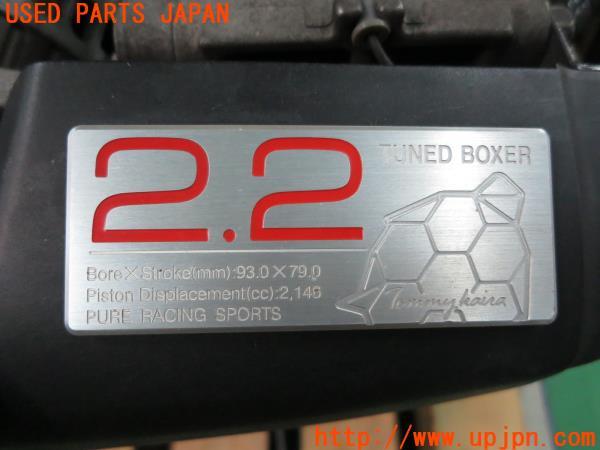 USED PARTS JAPAN
2.2
TUNED BOXER
Bore×Stroke(mm):93.0×79.0
Piston Displacement(cc):2,146
PURE RACING SPORTS
Tommykaira
UPJ http://www.upjpn.com/